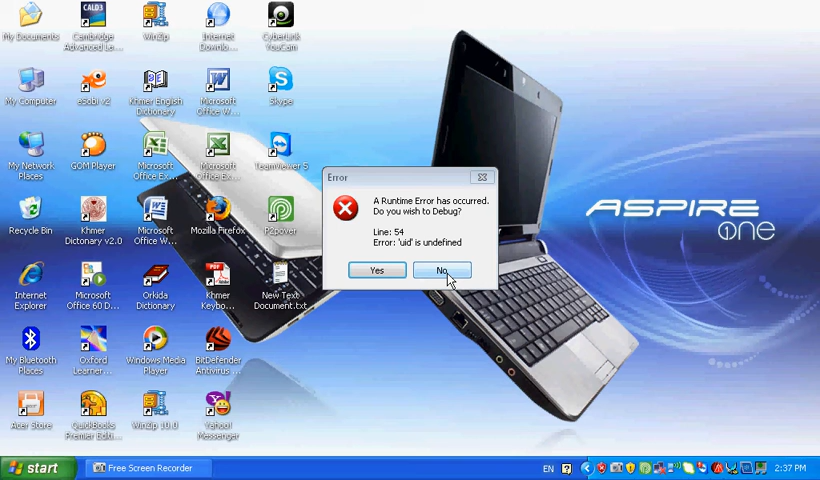 My Documents
Cambridge
Advanced Le...
WinZip
Internet
Downlo...
CyberLink
YouCam
My Computer
eSobi v2
Khmer English
Dictionary
Microsoft
Office W...
Skype
My Network
Places
GOM Player
Microsoft
Office Ex...
Microsoft
Office Ex...
TeamViewer 5
Recycle Bin
Khmer
Dictonary v2.0
Microsoft
Office W...
Mozilla Firefox
P2pover
Internet
Explorer
Microsoft
Office 60 D...
Orkida
Dictionary
Khmer
Keybo...
New Text
Document.txt
My Bluetooth
Places
Oxford
Learner...
Windows Media
Player
BitDefender
Antivirus ...
Acer Store
QuickBooks
Premier Editi...
WinZip 10.0
Yahoo!
Messenger
Error
A Runtime Error has occurred.
Do you wish to Debug?
Line: 54
Error: 'uid' is undefined
Yes
No
ASPIRE
one
start
Free Screen Recorder
EN
2:37 PM